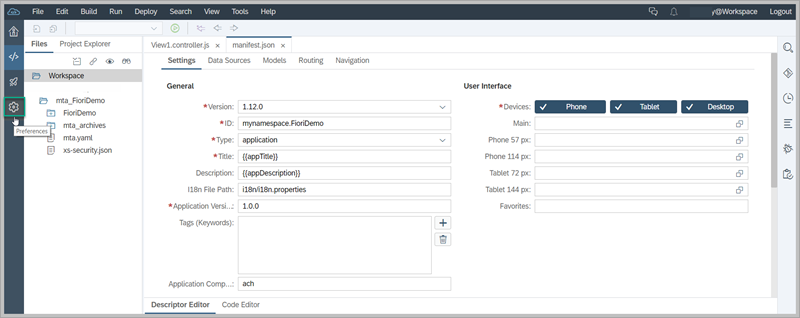 File Edit Build Run Deploy Search View Tools Help y@Workspace Logout
Files Project Explorer View1.controller.js × manifest.json ×
Settings Data Sources Models Routing Navigation
Workspace
General User Interface
mta_FioriDemo *Version: 1.12.0 *Devices: Phone Tablet Desktop
FioriDemo *ID: mynamespace.FioriDemo Main:
mta_archives
Preferences
mta.yaml *Type: application Phone 57 px:
xs-security.json *Title: {{appTitle}} Phone 114 px:
Description: {{appDescription}} Tablet 72 px:
I18n File Path: i18n/i18n.properties Tablet 144 px:
*Application Versi...: 1.0.0 Favorites:
Tags (Keywords):
Application Comp...: ach
Descriptor Editor Code Editor